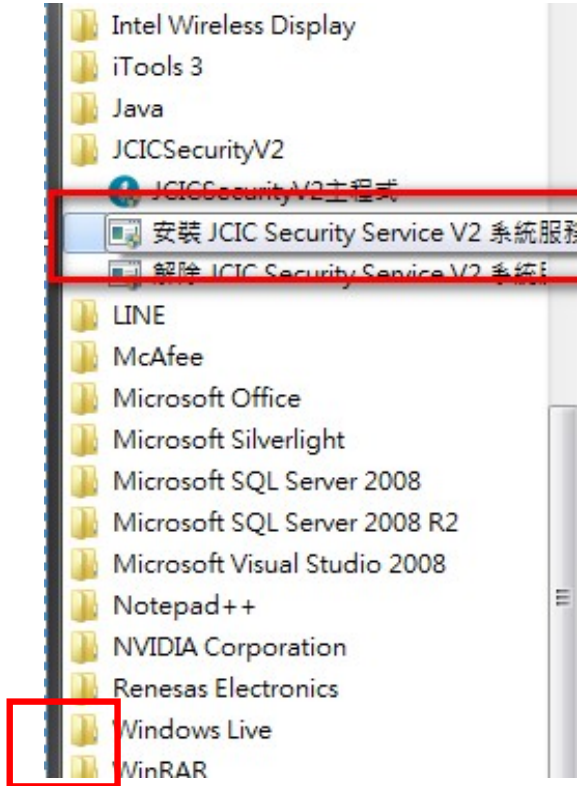 Intel Wireless Display
iTools 3
Java
JCICSecurityV2
JCICSecurityV2主程式
安裝 JCIC Security Service V2 系統服務
解除 JCIC Security Service V2 系統
LINE
McAfee
Microsoft Office
Microsoft Silverlight
Microsoft SQL Server 2008
Microsoft SQL Server 2008 R2
Microsoft Visual Studio 2008
Notepad++
NVIDIA Corporation
Renesas Electronics
Windows Live
WinRAR